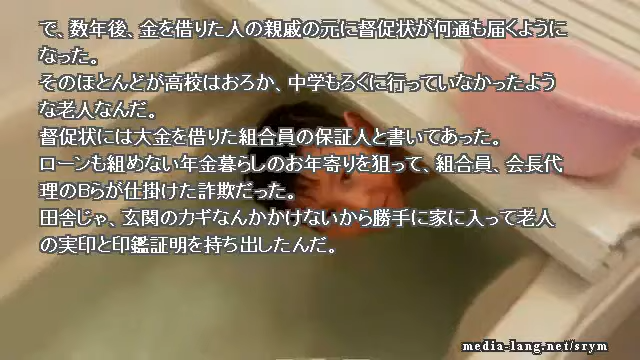 で、数年後、金を借りた人の親戚の元に督促状が何通も届くように
なった。
そのほとんどが高校はおろか、中学もろくに行っていなかったよう
な老人なんだ。
督促状には大金を借りた組合員の保証人と書いてあった。
ローンも組めない年金暮らしのお年寄りを狙って、組合員、会長代
理のBらが仕掛けた詐欺だった。
田舎じゃ、玄関のカギなんかかけないから勝手に家に入って老人
の実印と印鑑証明を持ち出したんだ。
media-lang.net/srym